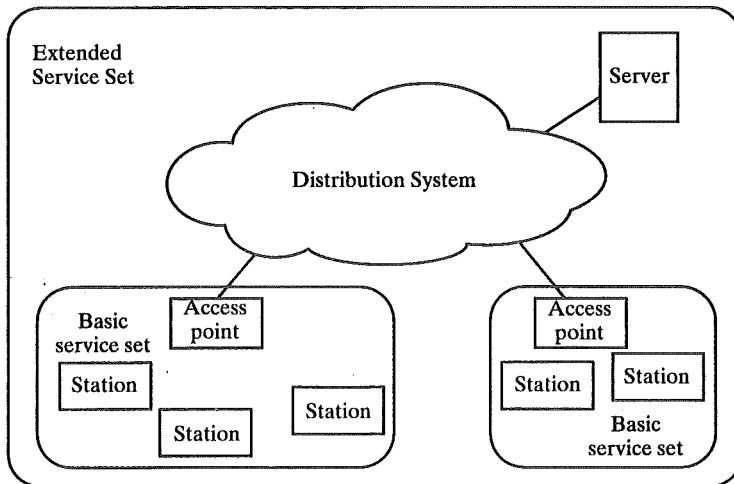 Extended
Service Set
Server
Distribution System
Access
point
Basic
service set
Station
Station
Station
Access
point
Station
Station
Basic
service set